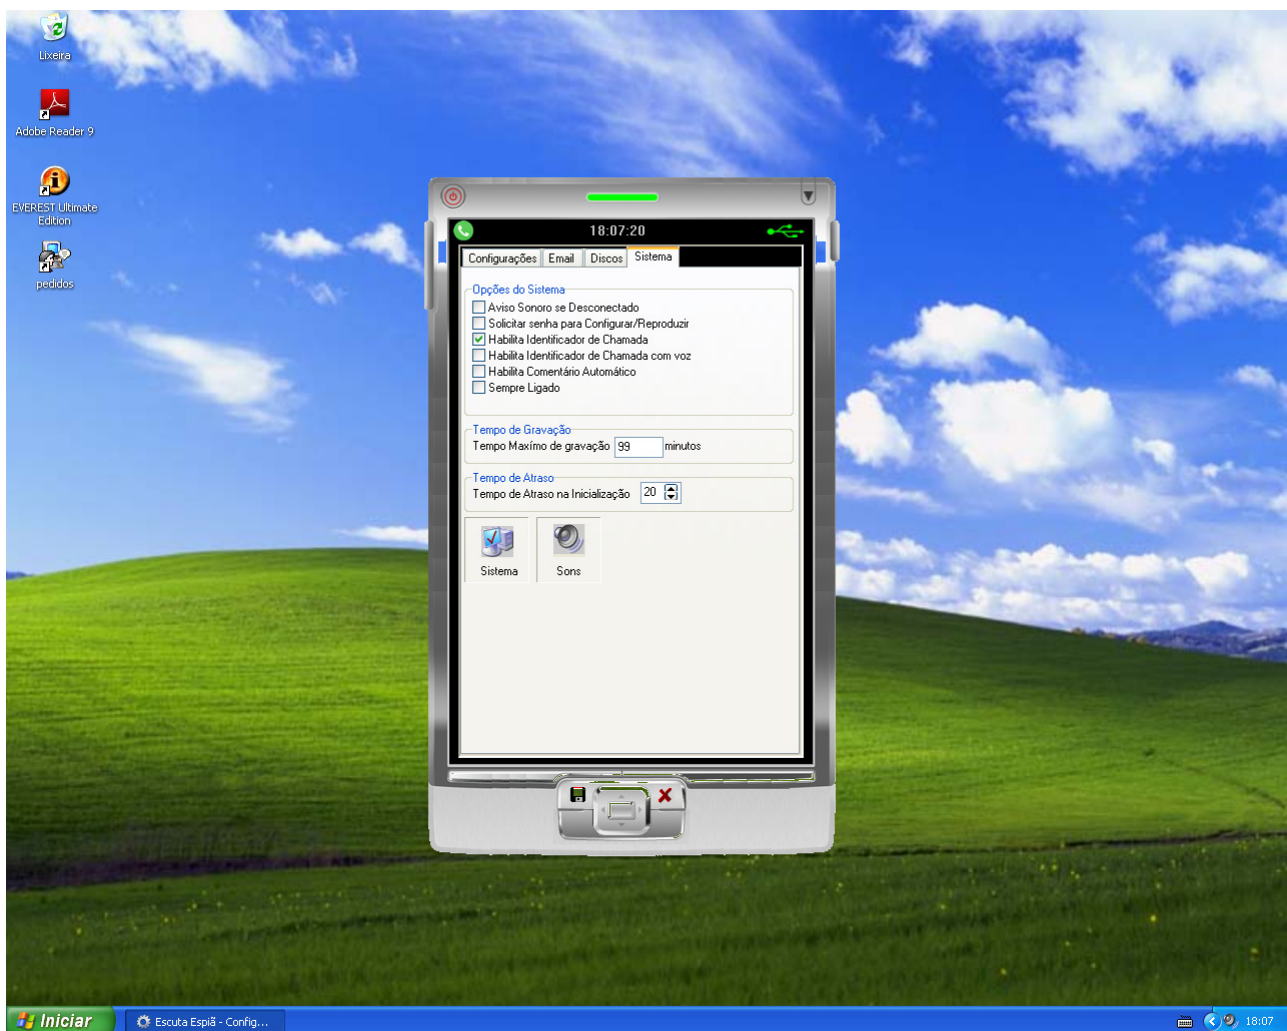 Lixeira
Adobe Reader 9
EVEREST Ultimate
Edition
pedidos
18:07:20
Configurações Email Discos Sistema
Opções do Sistema
Aviso Sonoro se Desconectado
Solicitar senha para Configurar/Reproduzir
Habilita Identificador de Chamada
Habilita Identificador de Chamada com voz
Habilita Comentário Automático
Sempre Ligado
Tempo de Gravação
Tempo Maxímo de gravação 99 minutos
Tempo de Atraso
Tempo de Atraso na Inicialização 20
Sistema Sons
Iniciar Escuta Espiã - Config... 18:07